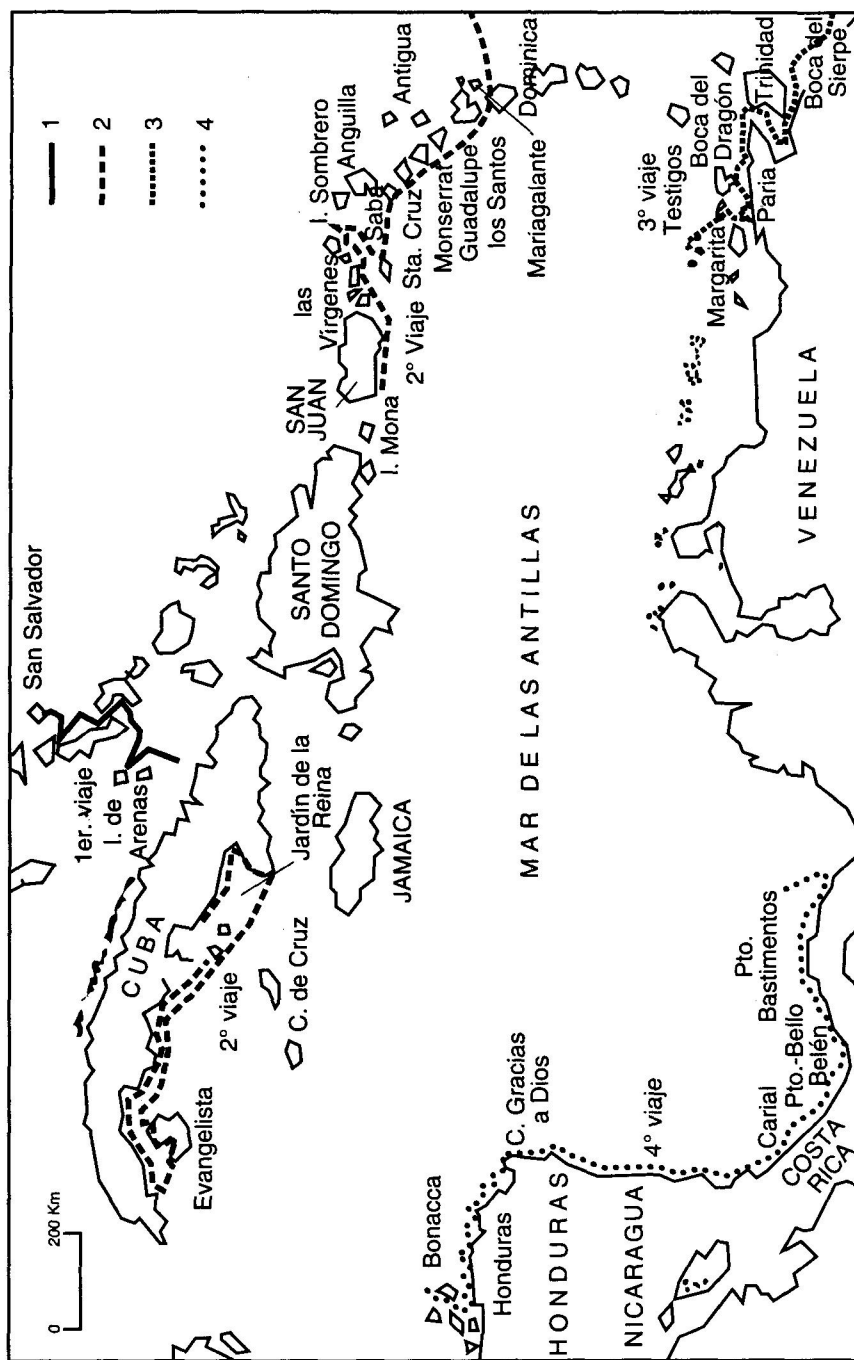 1
2
3
4
San Salvador
1er. viaje
I. de
Arenas
CUBA
Jardín de la
Reina
2º viaje
C. de Cruz
Evangelista
200 Km
0
JAMAICA
SANTO
DOMINGO
I. Mona
SAN
JUAN
las
Vírgenes
I. Sombrero
Anguilla
Saba
Sta. Cruz
2º Viaje
Antigua
Monserrat
Guadalupe
los Santos
Mariagalante
Dominica
MAR DE LAS ANTILLAS
3º viaje
Testigos
Boca del
Dragón
Trinidad
Boca del
Sierpe
Paria
Margarita
VENEZUELA
Bonacca
Honduras
C. Gracias
a Dios
HONDURAS
NICARAGUA
4º viaje
Carial
COSTA
RICA
Pto.-Bello
Belén
Pto.
Bastimentos